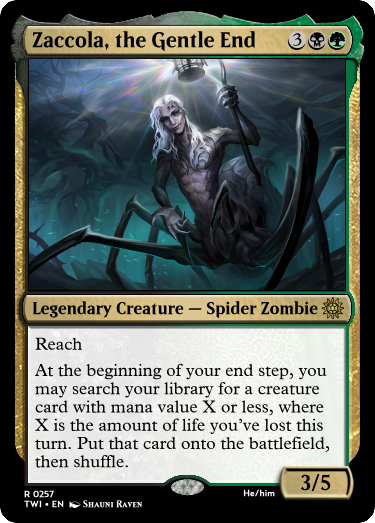 Zaccola, the Gentle End 3
Legendary Creature — Spider Zombie
Reach
At the beginning of your end step, you
may search your library for a creature
card with mana value X or less, where
X is the amount of life you’ve lost this
turn. Put that card onto the battlefield,
then shuffle.
3/5
R 0257
TWI • EN Shauni Raven
He/him